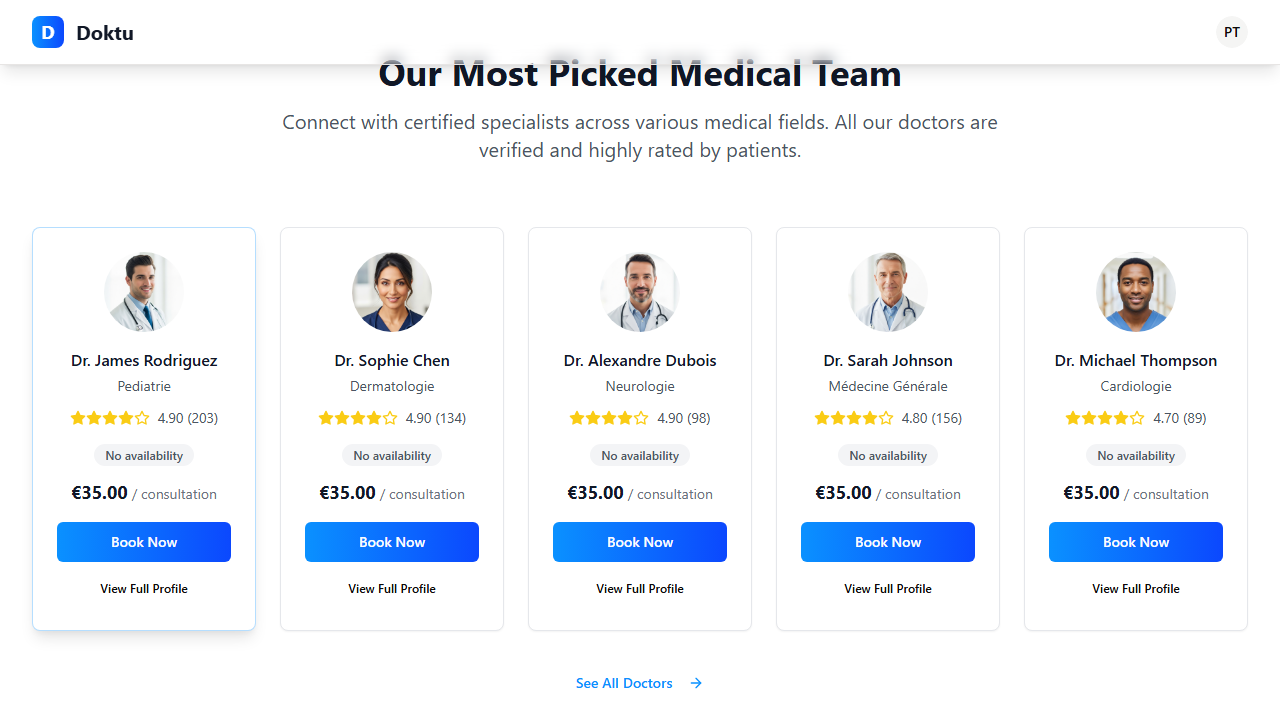 D Doktu
PT
Our Most Picked Medical Team
Connect with certified specialists across various medical fields. All our doctors are
verified and highly rated by patients.
Dr. James Rodriguez
Pediatrie
4.90 (203)
No availability
€35.00 / consultation
Book Now
View Full Profile
Dr. Sophie Chen
Dermatologie
4.90 (134)
No availability
€35.00 / consultation
Book Now
View Full Profile
Dr. Alexandre Dubois
Neurologie
4.90 (98)
No availability
€35.00 / consultation
Book Now
View Full Profile
Dr. Sarah Johnson
Médecine Générale
4.80 (156)
No availability
€35.00 / consultation
Book Now
View Full Profile
Dr. Michael Thompson
Cardiologie
4.70 (89)
No availability
€35.00 / consultation
Book Now
View Full Profile
See All Doctors